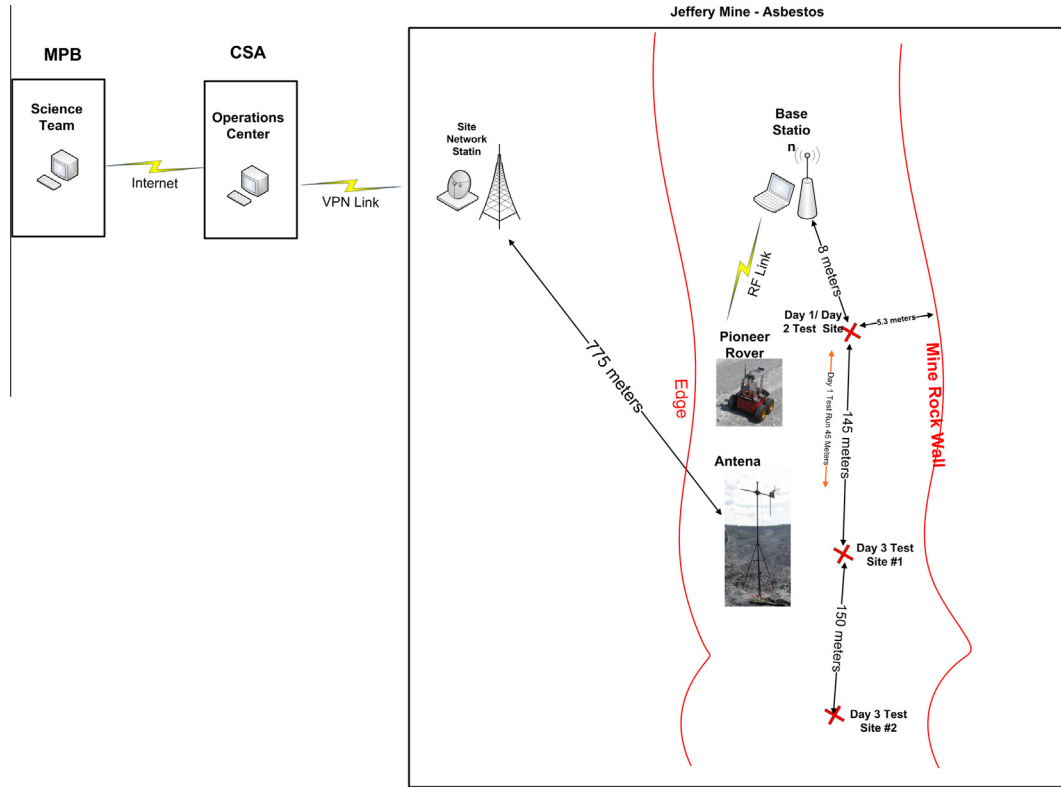 Jeffery Mine - Asbestos
MPB
CSA
Science
Team
Operations
Center
Internet
VPN Link
Site
Network
Statin
Base
Statio
n
RF Link
8 meters
Day 1/ Day
2 Test Site
5.3 meters
Pioneer
Rover
775 meters
Edge
Day 1 Test Run 45 Meters
145 meters
Mine Rock Wall
Antena
Day 3 Test
Site #1
150 meters
Day 3 Test
Site #2